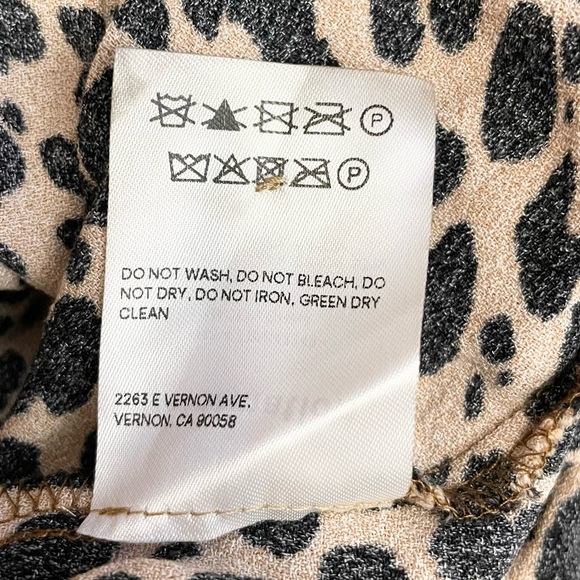 P
P
DO NOT WASH, DO NOT BLEACH, DO
NOT DRY, DO NOT IRON, GREEN DRY
CLEAN
2263 E VERNON AVE,
VERNON, CA 90058